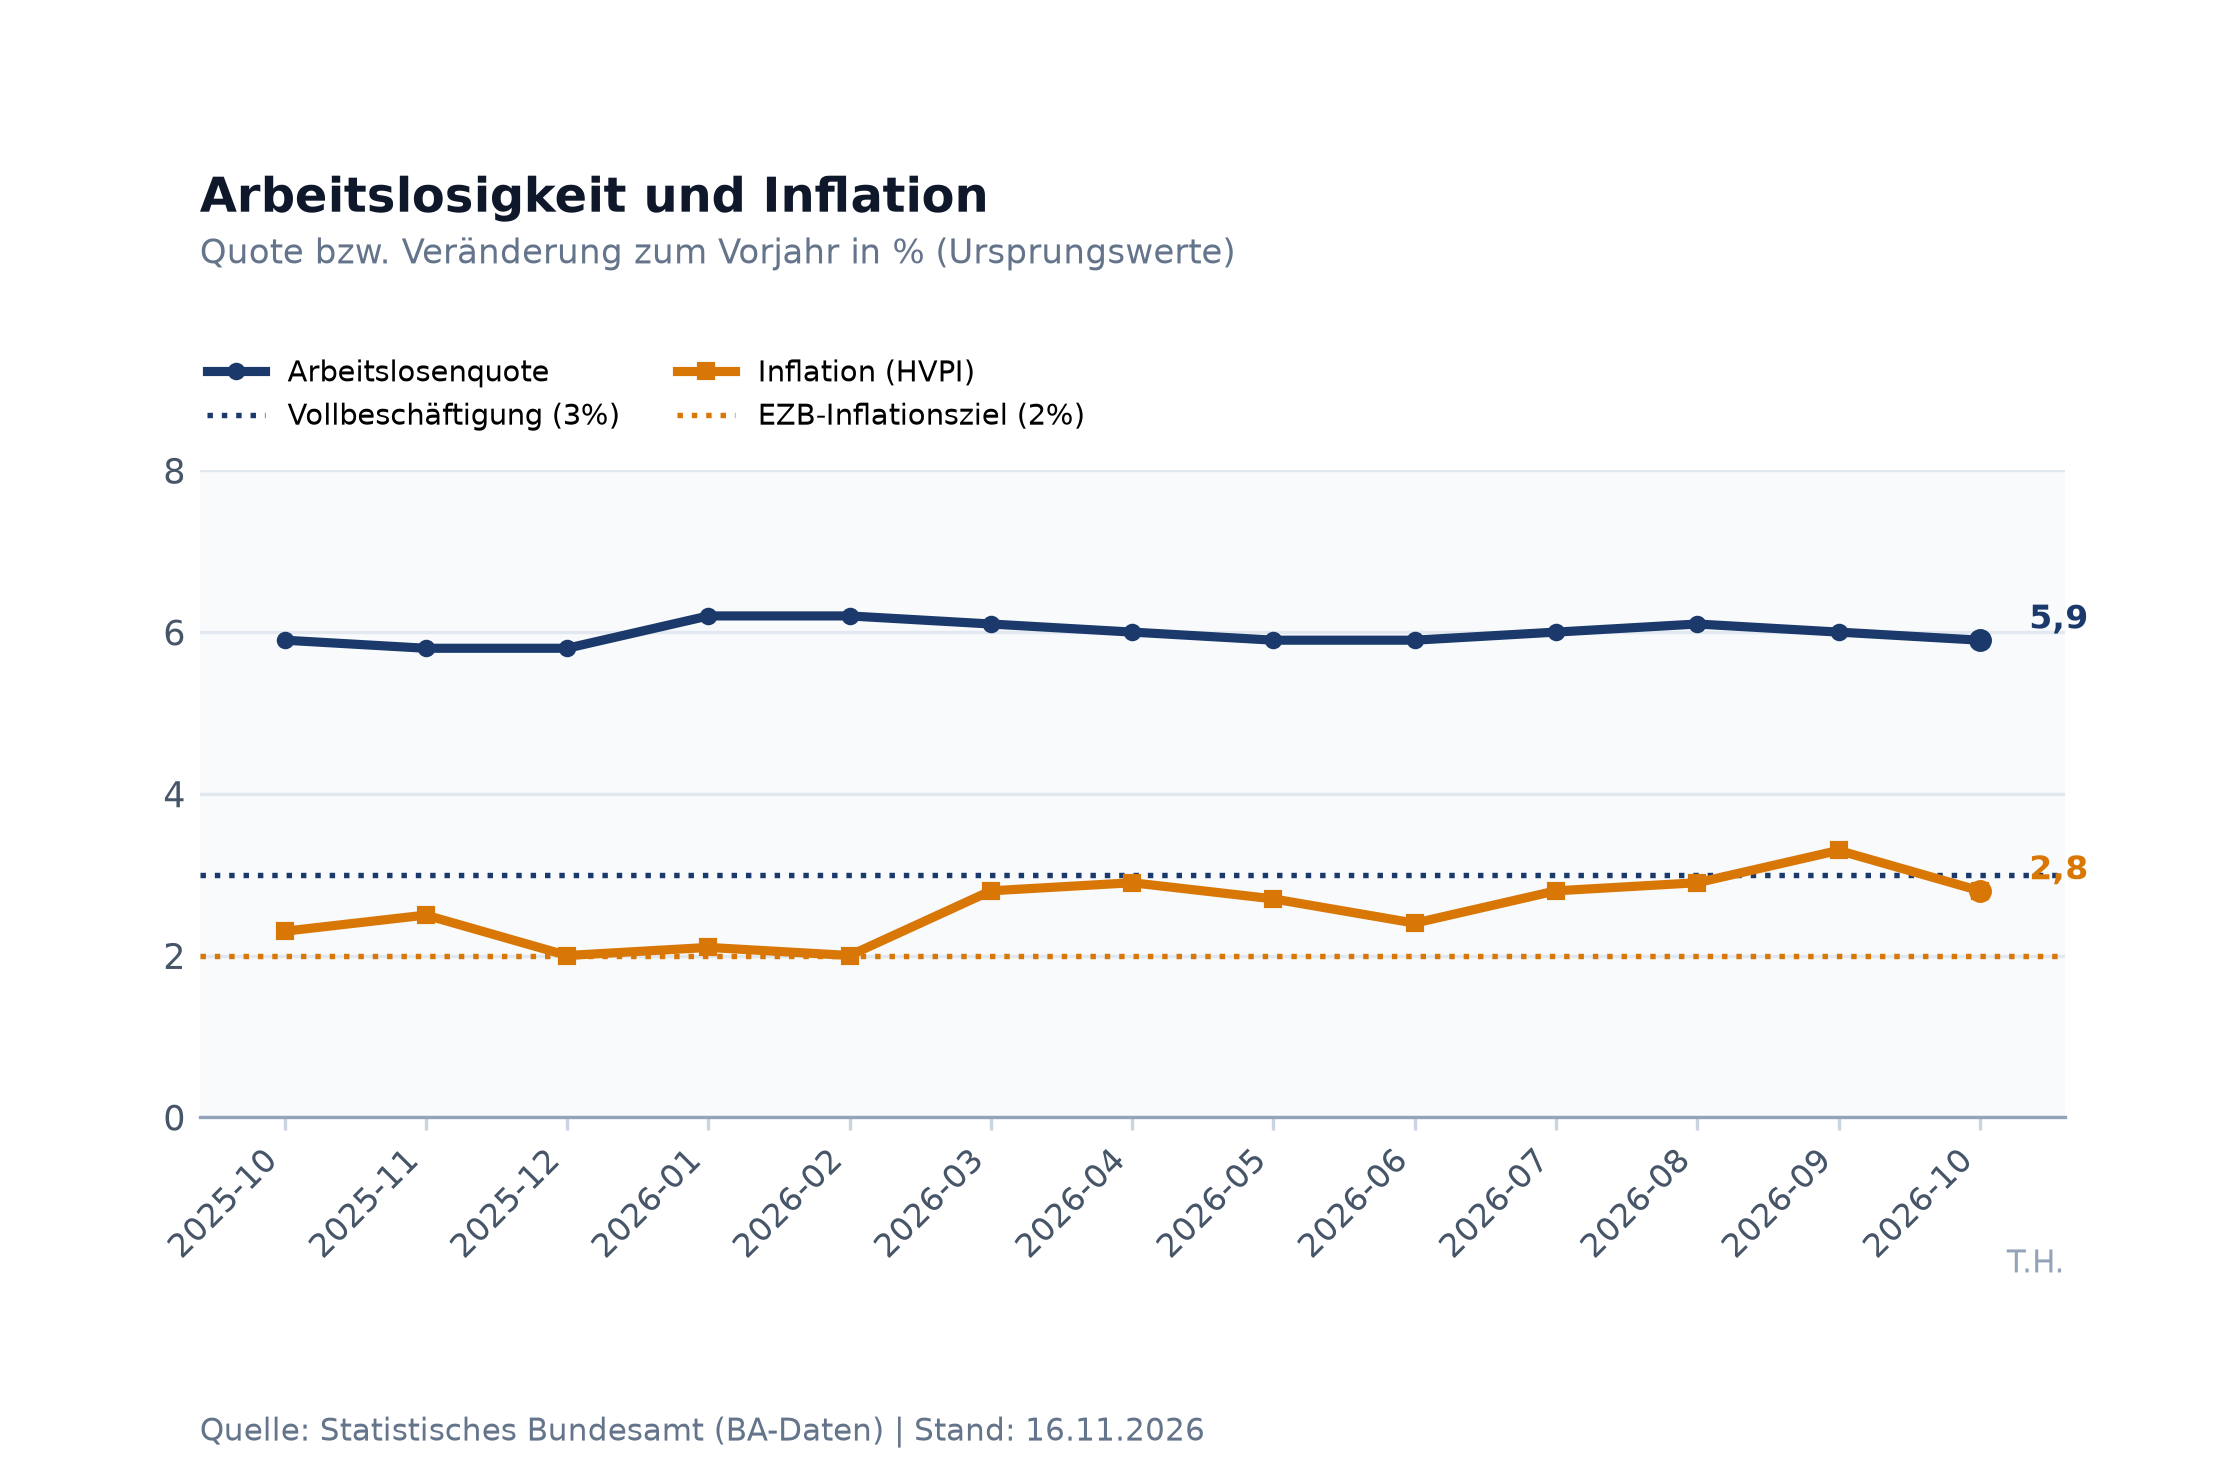 Arbeitslosigkeit und Inflation
Quote bzw. Veränderung zum Vorjahr in % (Ursprungswerte)
Arbeitslosenquote
Inflation (HVPI)
Vollbeschäftigung (3%)
EZB-Inflationsziel (2%)
8
6
4
2
0
5,9
2,8
2025-10
2025-11
2025-12
2026-01
2026-02
2026-03
2026-04
2026-05
2026-06
2026-07
2026-08
2026-09
2026-10
T.H.
Quelle: Statistisches Bundesamt (BA-Daten) | Stand: 16.11.2026